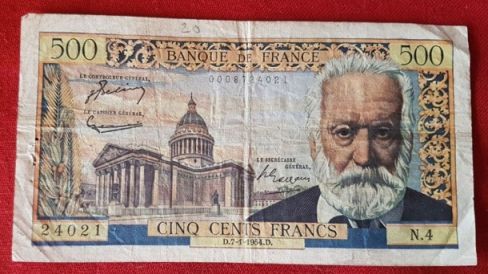 20
500 BANQUE DE FRANCE 500
LE CONTROLEUR GÉNÉRAL,
0008724021
LE CAISSIER GÉNÉRAL,
LE SECRÉTAIRE
GÉNÉRAL,
24021 CINQ CENTS FRANCS N.4
D.7-1-1954.D.